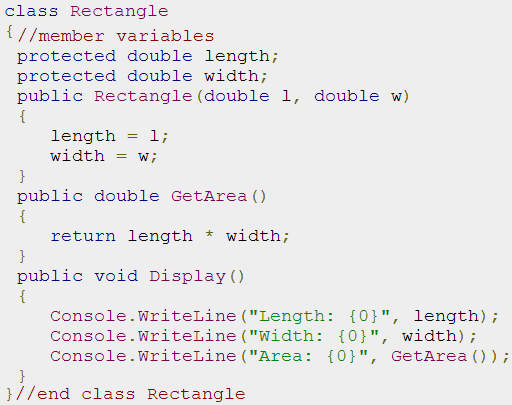 class Rectangle
{//member variables
protected double length;
protected double width;
public Rectangle(double l, double w)
{
length = l;
width = w;
}
public double GetArea()
{
return length * width;
}
public void Display()
{
Console.WriteLine("Length: {0}", length);
Console.WriteLine("Width: {0}", width);
Console.WriteLine("Area: {0}", GetArea());
}
}//end class Rectangle